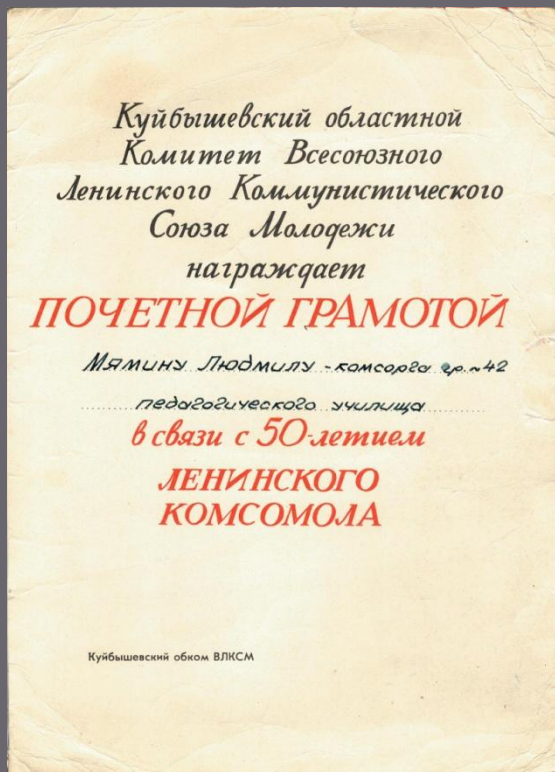 Куйбышевский областной
Комитет Всесоюзного
Ленинского Коммунистического
Союза Молодежи
награждает
ПОЧЕТНОЙ ГРАМОТОЙ
Мямину Людмилу - комсорга гр. № 42
педагогического училища
в связи с 50-летием
ЛЕНИНСКОГО
КОМСОМОЛА
Куйбышевский обком ВЛКСМ